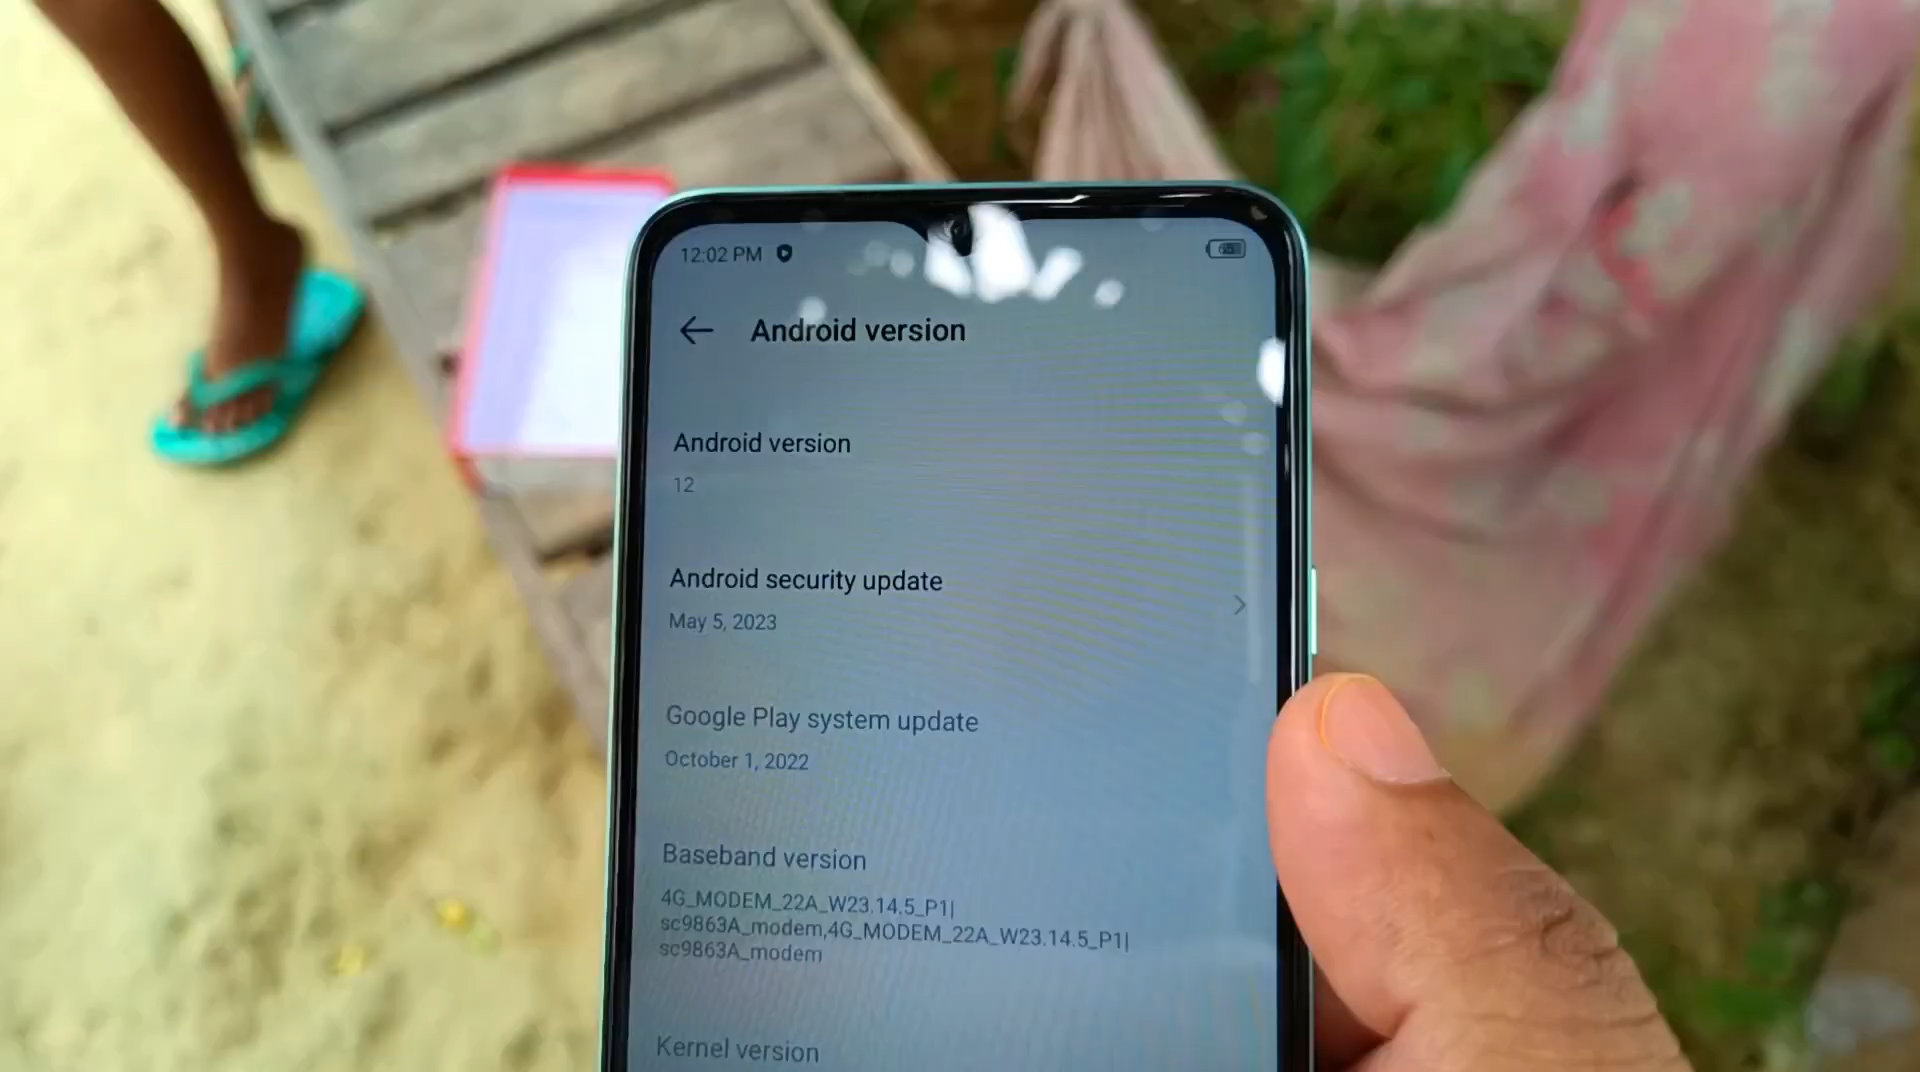 12:02 PM
Android version
Android version
12
Android security update
May 5, 2023
Google Play system update
October 1, 2022
Baseband version
4G_MODEM_22A_W23.14.5_P1|
sc9863A_modem,4G_MODEM_22A_W23.14.5_P1|
sc9863A_modem
Kernel version